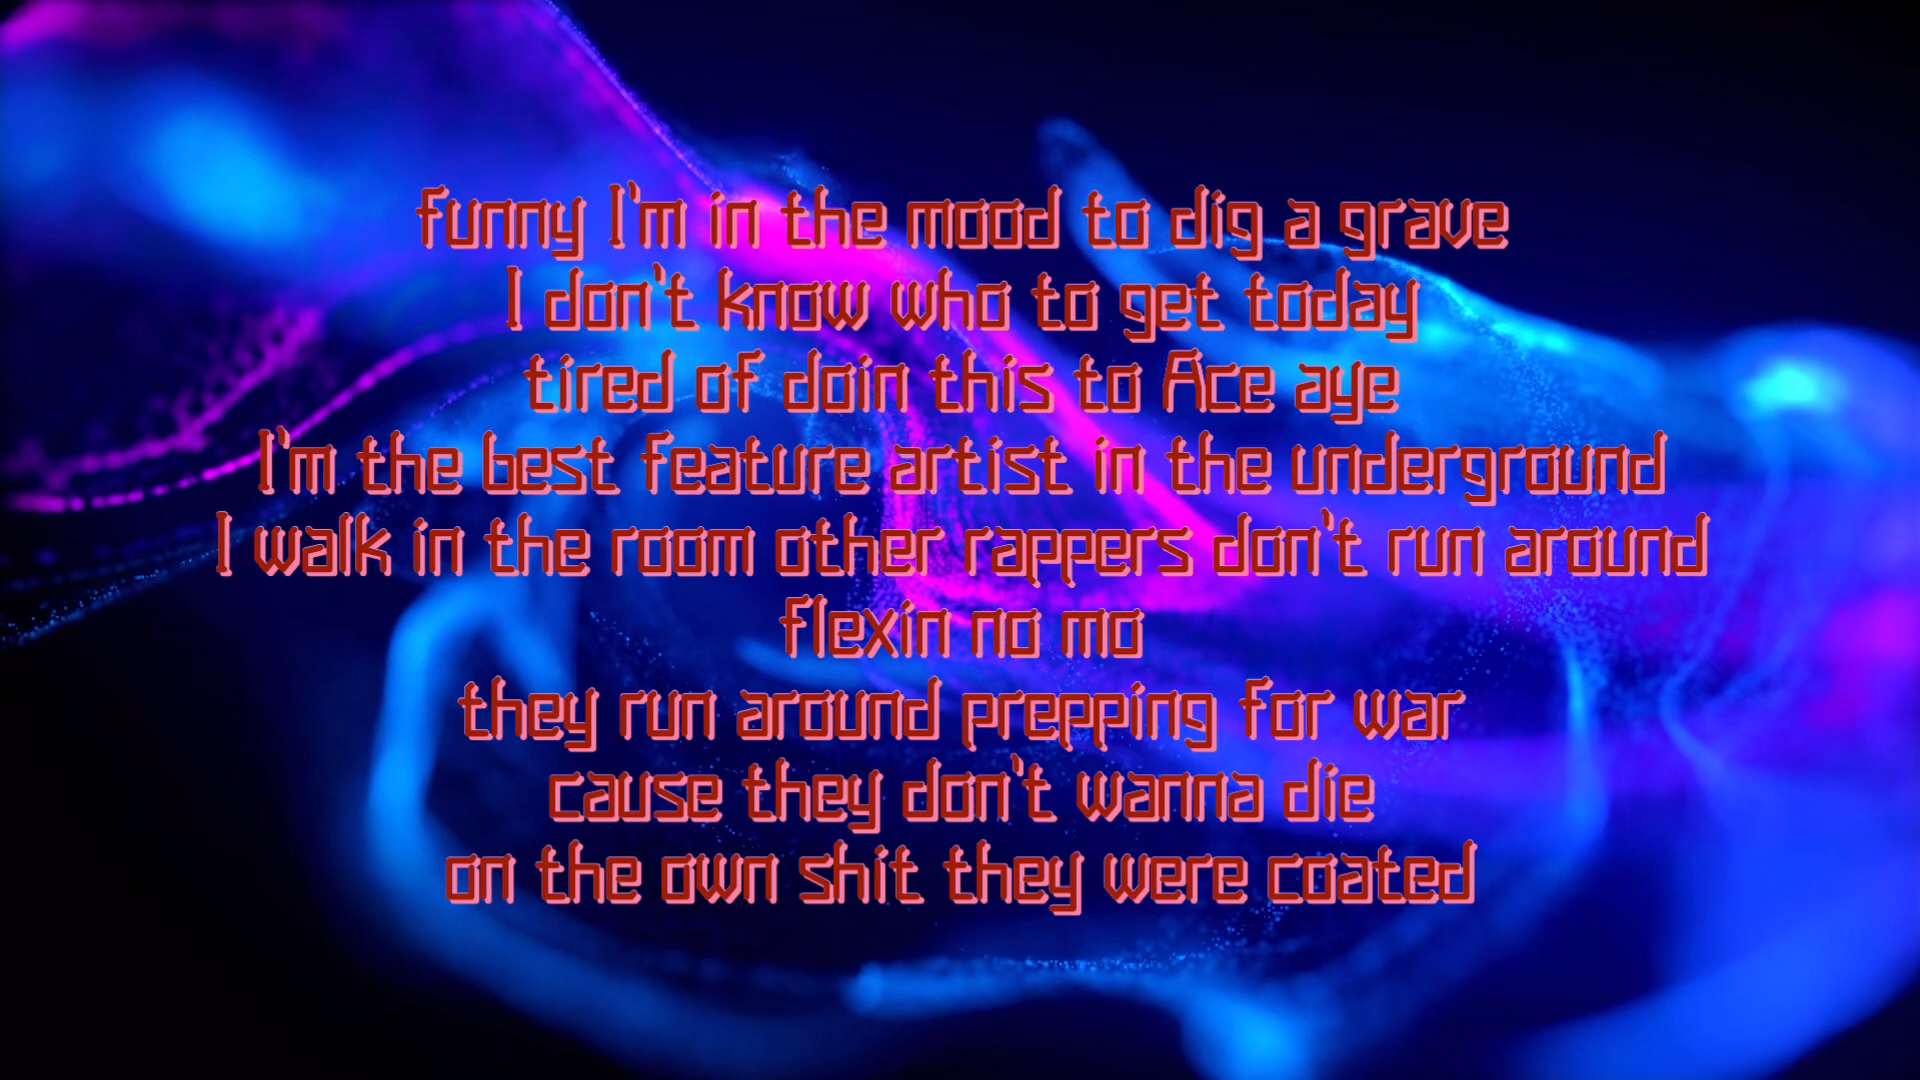 funny I'm in the mood to dig a grave
I don't know who to get today
tired of doin this to Ace aye
I'm the best feature artist in the underground
I walk in the room other rappers don't run around
flexin no mo
they run around prepping for war
cause they don't wanna die
on the own shit they were coated